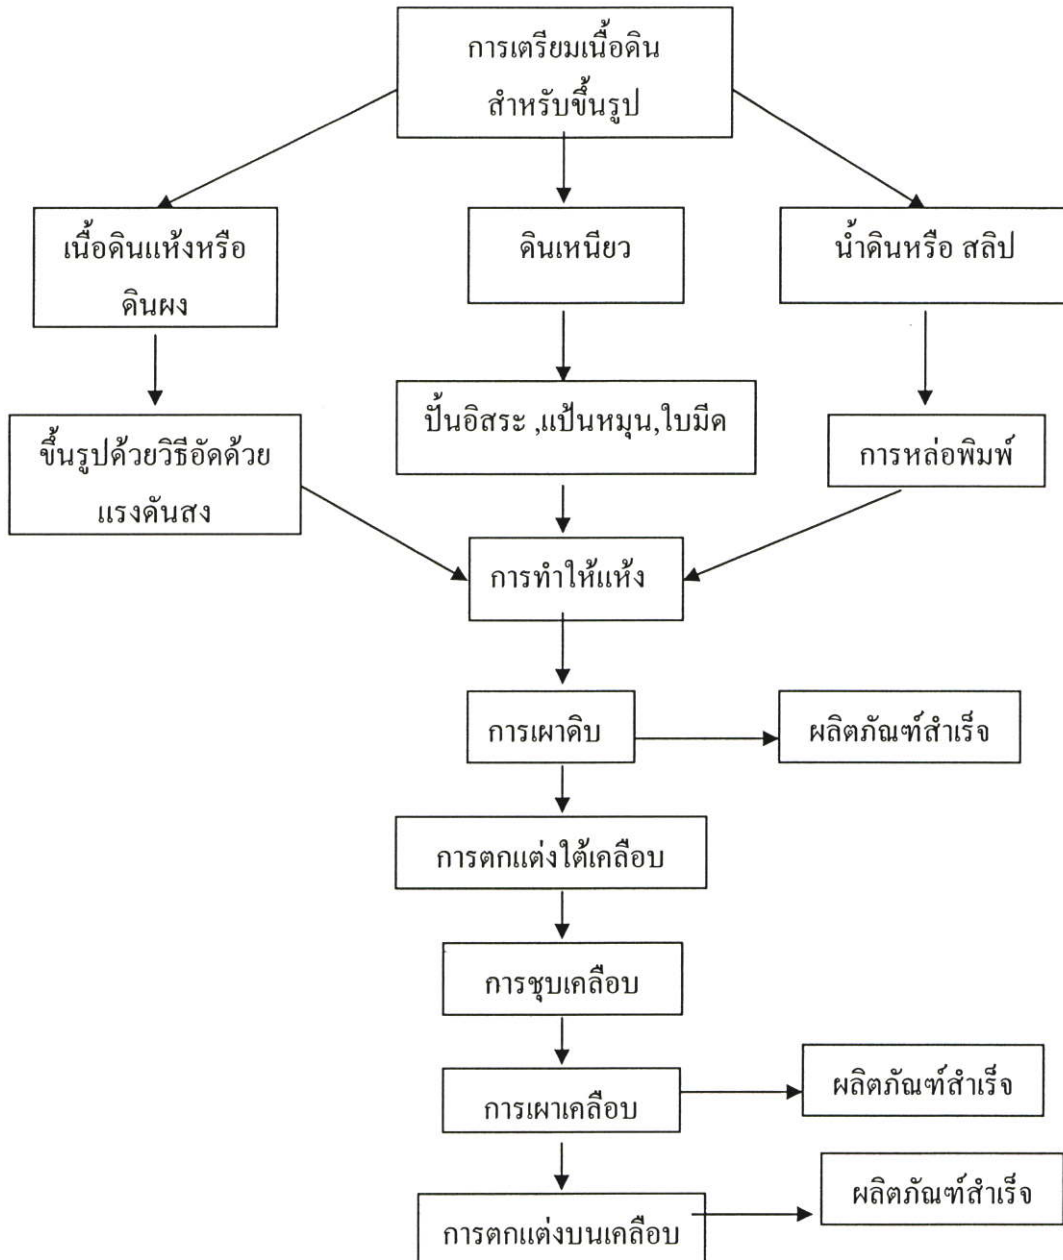 การเตรียมเนื้อดิน
สำหรับขึ้นรูป
เนื้อดินแห้งหรือ
ดินผง
ดินเหนียว
น้ำดินหรือ สลิป
ขึ้นรูปด้วยวิธีอัดด้วย
แรงดันสง
ปั้นอิสระ ,แป้นหมุน,ใบมีด
การหล่อพิมพ์
การทำให้แห้ง
การเผาดิบ
ผลิตภัณฑ์สำเร็จ
การตกแต่งใต้เคลือบ
การชุบเคลือบ
การเผาเคลือบ
ผลิตภัณฑ์สำเร็จ
การตกแต่งบนเคลือบ
ผลิตภัณฑ์สำเร็จ